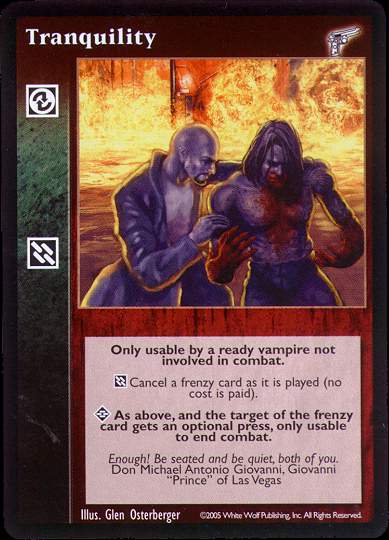 Tranquility
Only usable by a ready vampire not
involved in combat.
Cancel a frenzy card as it is played (no
cost is paid).
As above, and the target of the frenzy
card gets an optional press, only usable
to end combat.
Enough! Be seated and be quiet, both of you.
Don Michael Antonio Giovanni, Giovanni
"Prince" of Las Vegas
Illus. Glen Osterberger
©2005 White Wolf Publishing, Inc. All Rights Reserved.